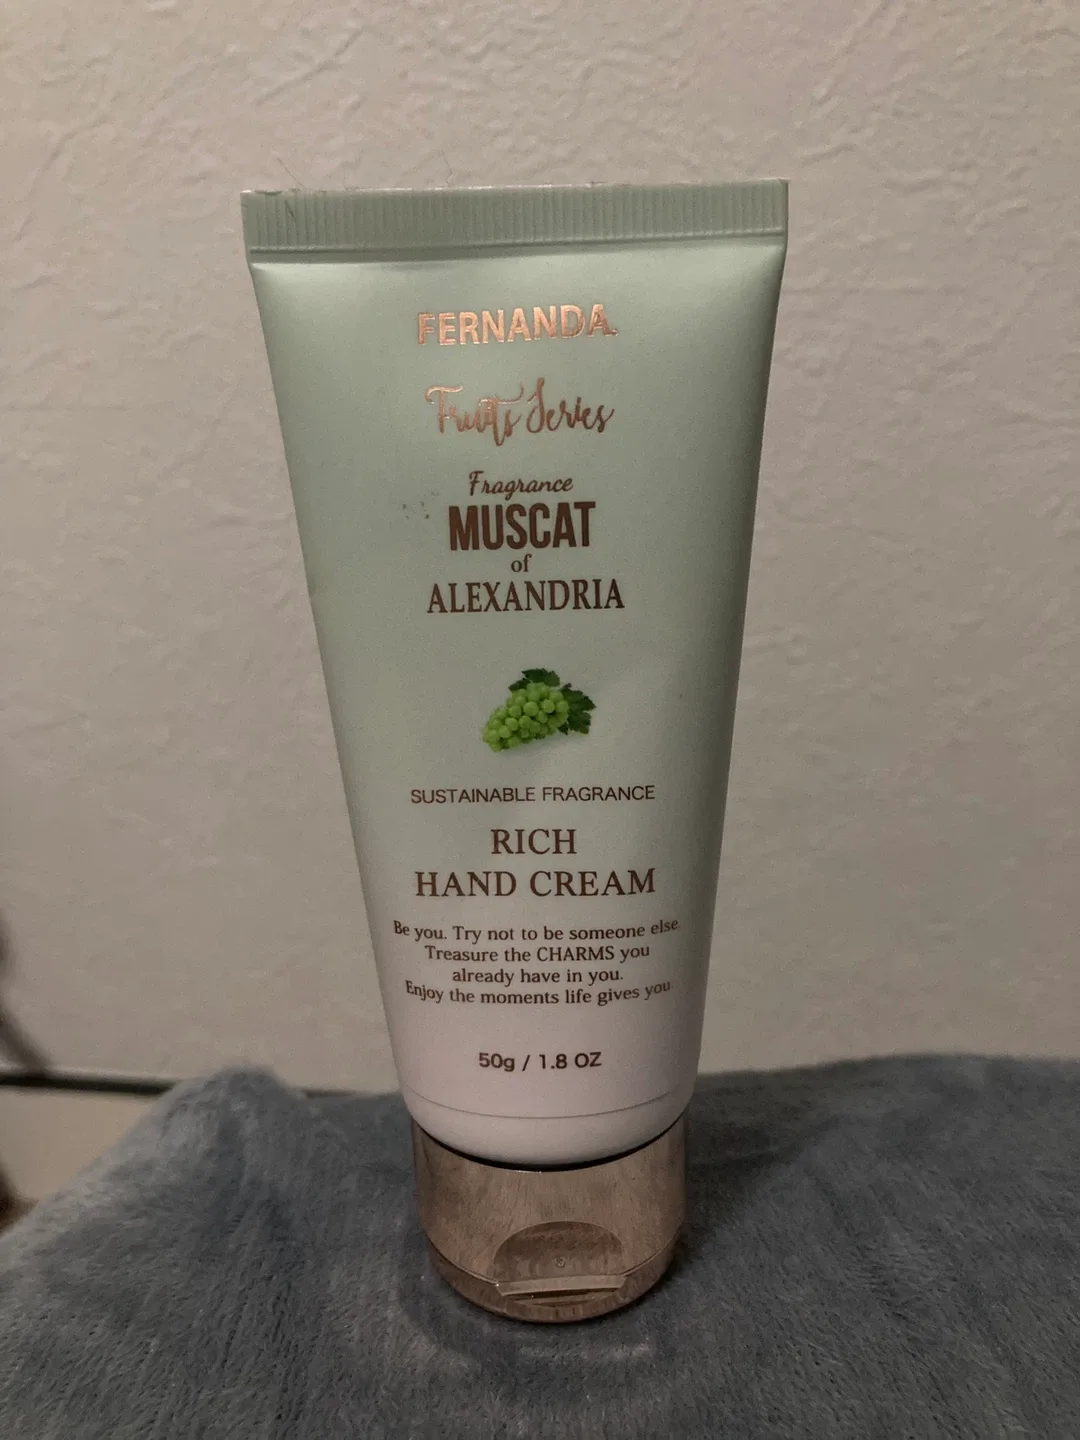 FERNANDA.
Fruits Series
Fragrance
MUSCAT
of
ALEXANDRIA
SUSTAINABLE FRAGRANCE
RICH
HAND CREAM
Be you. Try not to be someone else.
Treasure the CHARMS you
already have in you.
Enjoy the moments life gives you.
50g / 1.8 OZ